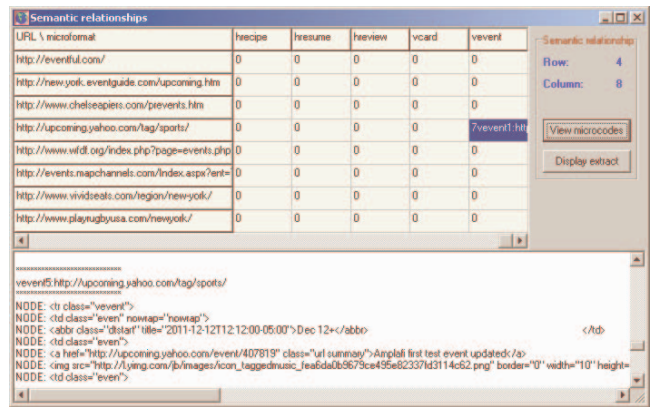 Semantic relationships
URL \ microformat hrecipe hresume hreview vcard vevent
http://eventful.com/ 0 0 0 0 0
http://new.york.eventguide.com/upcoming.htm 0 0 0 0 0
http://www.chelseapiers.com/prevents.htm 0 0 0 0 0
http://upcoming.yahoo.com/tag/sports/ 0 0 0 0 7vevent1:http
http://www.wfdf.org/index.php?page=events.php 0 0 0 0 0
http://events.mapchannels.com/Index.aspx?ent= 0 0 0 0 0
http://www.vividseats.com/region/new-york/ 0 0 0 0 0
http://www.playrugbyusa.com/newyork/ 0 0 0 0 0
Semantic relationship
Row: 4
Column: 8
View microcodes
Display extract
vevent5:http://upcoming.yahoo.com/tag/sports/
NODE: <tr class="vevent">
NODE: <td class="even" nowrap="nowrap">
NODE: <abbr class="dtstart" title="2011-12-12T12:12:00-05:00">Dec 12+</abbr> </td>
NODE: <td class="even">
NODE: <a href="http://upcoming.yahoo.com/event/407819" class="url summary">Amplafi first test event updated</a>
NODE: <img src="http://l.yimg.com/jb/images/icon_taggedmusic_fea6da0b9679ce495e82337fd3114c62.png" border="0" width="10" height=
NODE: <td class="even">